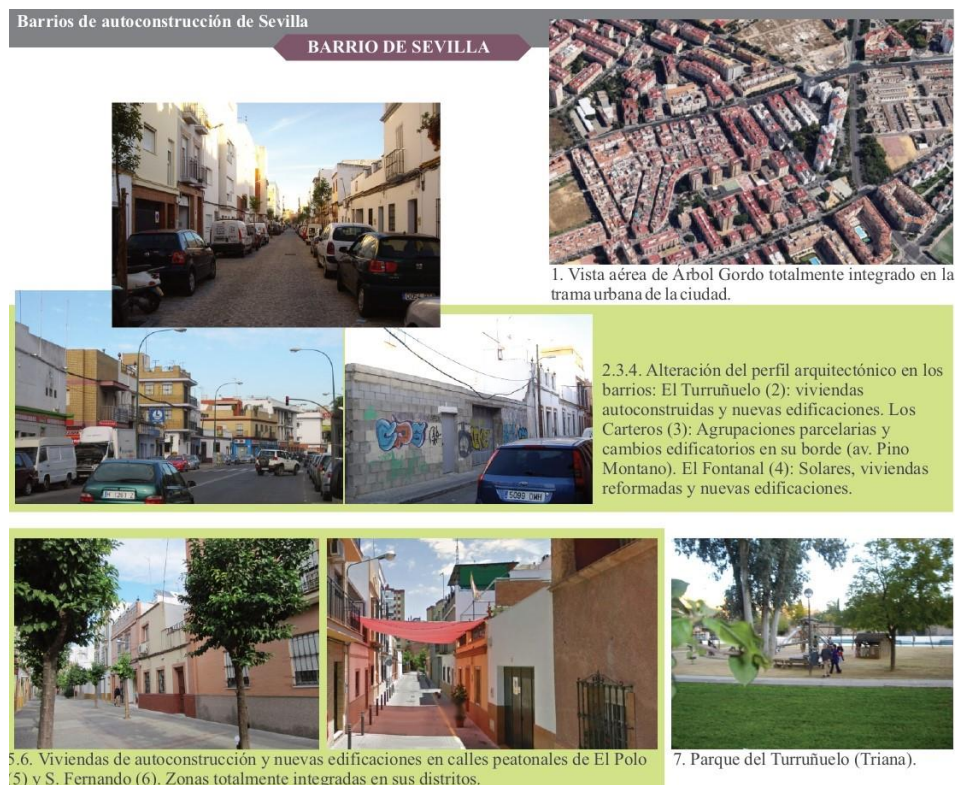 Barrios de autoconstrucción de Sevilla
BARRIO DE SEVILLA
1. Vista aérea de Árbol Gordo totalmente integrado en la
trama urbana de la ciudad.
2.3.4. Alteración del perfil arquitectónico en los
barrios: El Turruñuelo (2): viviendas
autoconstruidas y nuevas edificaciones. Los
Carteros (3): Agrupaciones parcelarias y
cambios edificatorios en su borde (av. Pino
Montano). El Fontanal (4): Solares, viviendas
reformadas y nuevas edificaciones.
5.6. Viviendas de autoconstrucción y nuevas edificaciones en calles peatonales de El Polo
(5) y S. Fernando (6). Zonas totalmente integradas en sus distritos.
7. Parque del Turruñuelo (Triana).